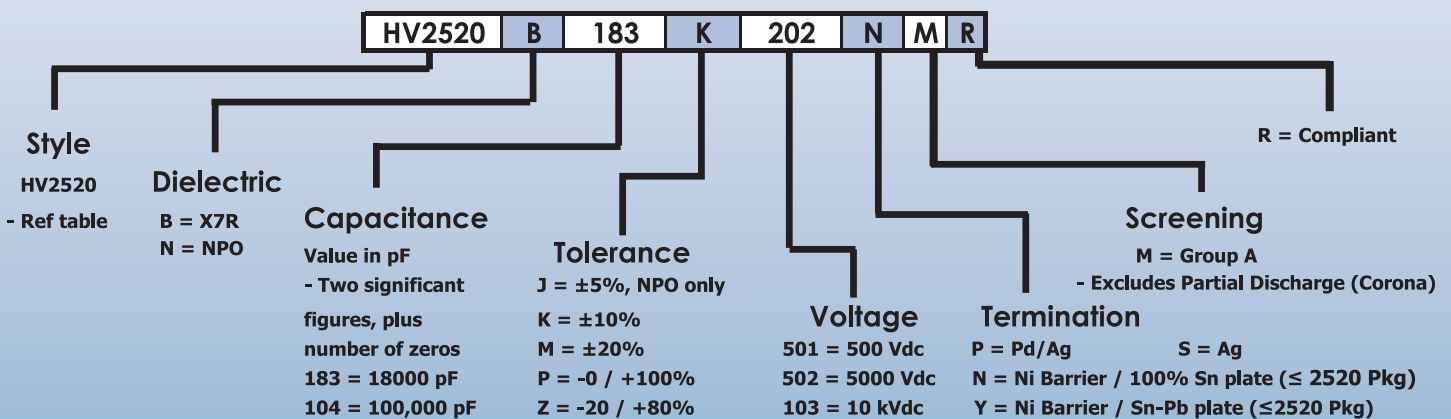 HV2520 B 183 K 202 N M R
Style
HV2520
- Ref table
Dielectric
B = X7R
N = NPO
Capacitance
Value in pF
- Two significant
figures, plus
number of zeros
183 = 18000 pF
104 = 100,000 pF
Tolerance
J = ±5%, NPO only
K = ±10%
M = ±20%
P = -0 / +100%
Z = -20 / +80%
Voltage
501 = 500 Vdc
502 = 5000 Vdc
103 = 10 kVdc
Termination
P = Pd/Ag S = Ag
N = Ni Barrier / 100% Sn plate (≤ 2520 Pkg)
Y = Ni Barrier / Sn-Pb plate (≤2520 Pkg)
Screening
M = Group A
- Excludes Partial Discharge (Corona)
R = Compliant